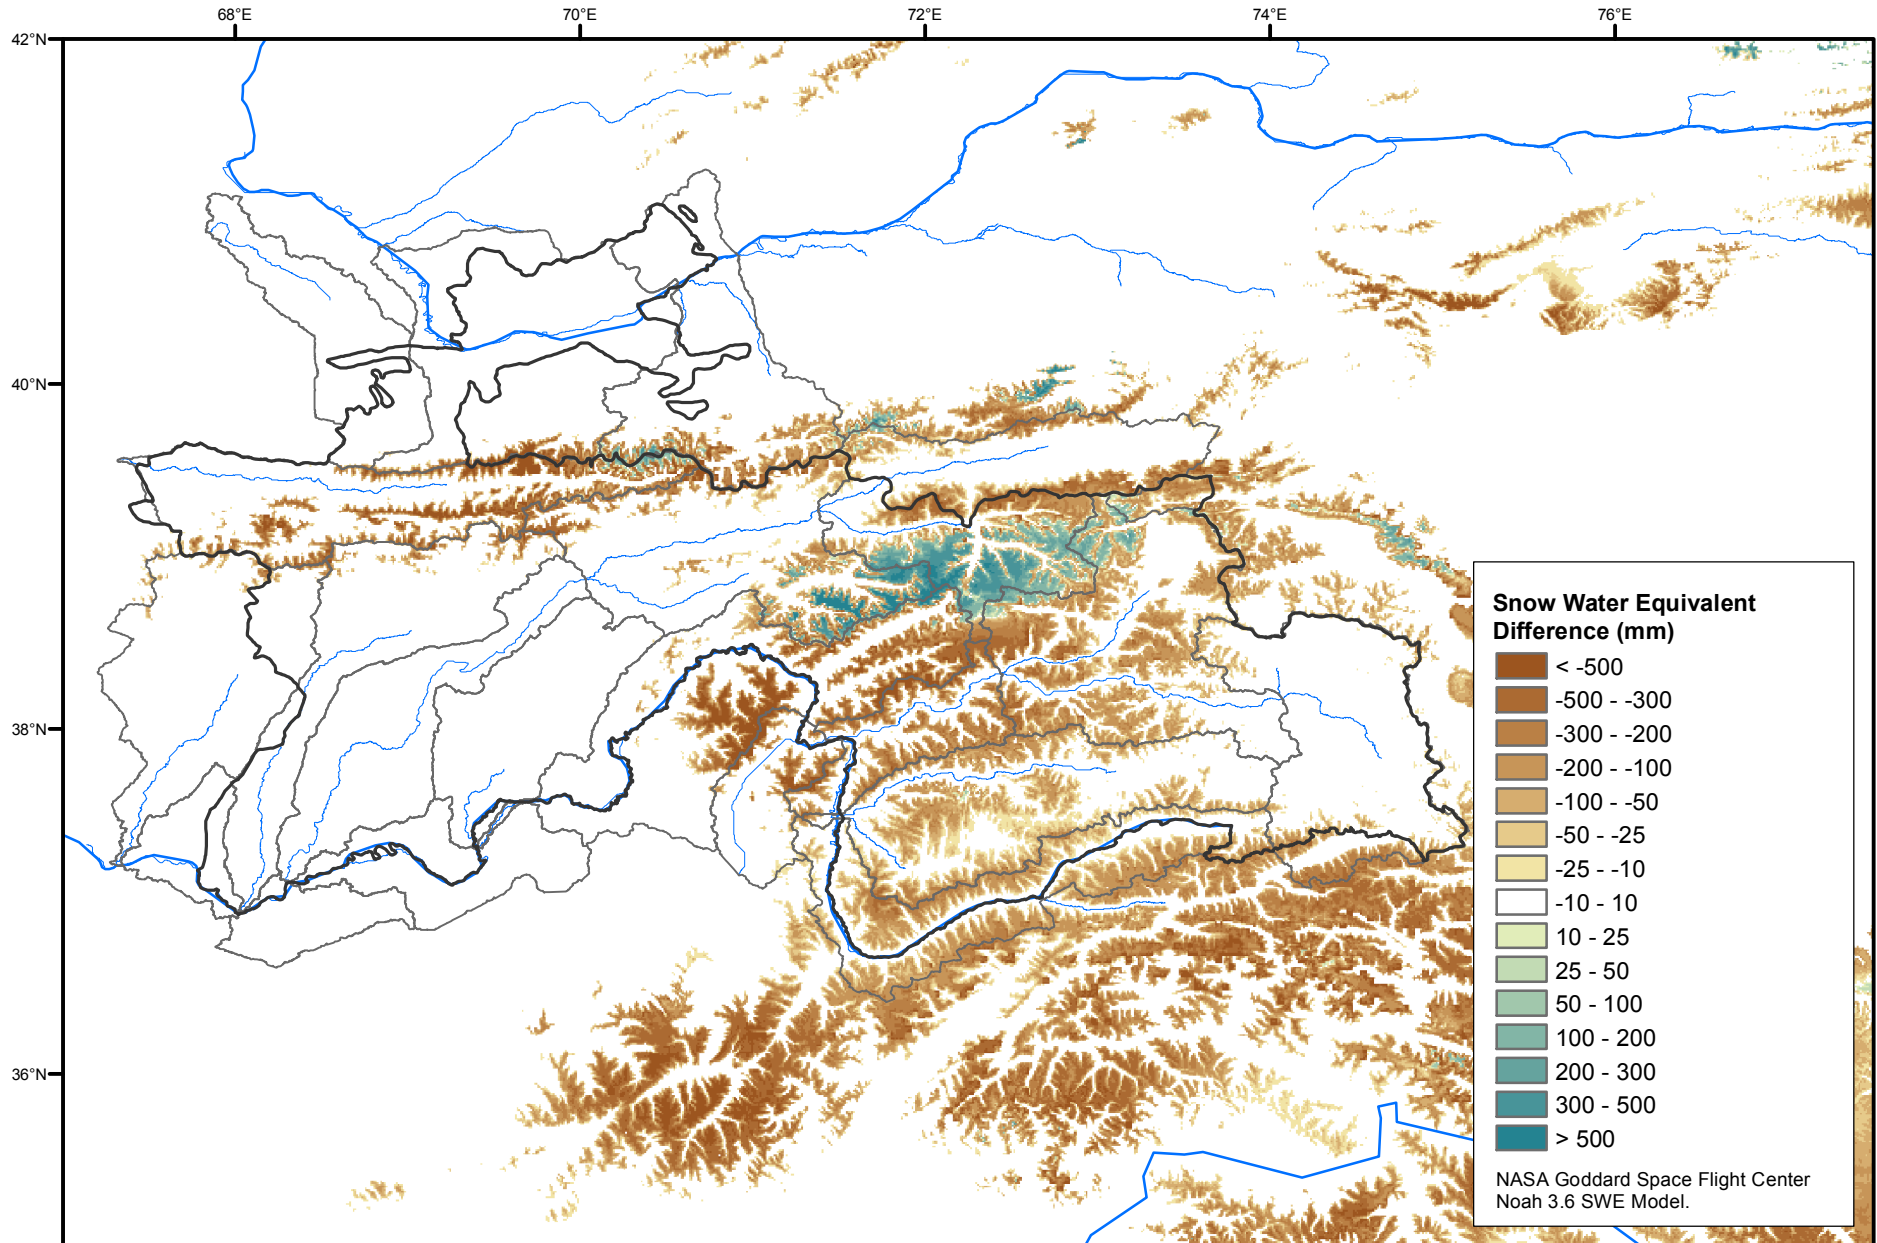 68°E
70°E
72°E
74°E
76°E
42°N
40°N
38°N
36°N
Snow Water Equivalent
Difference (mm)
< -500
-500 - -300
-300 - -200
-200 - -100
-100 - -50
-50 - -25
-25 - -10
-10 - 10
10 - 25
25 - 50
50 - 100
100 - 200
200 - 300
300 - 500
> 500
NASA Goddard Space Flight Center
Noah 3.6 SWE Model.